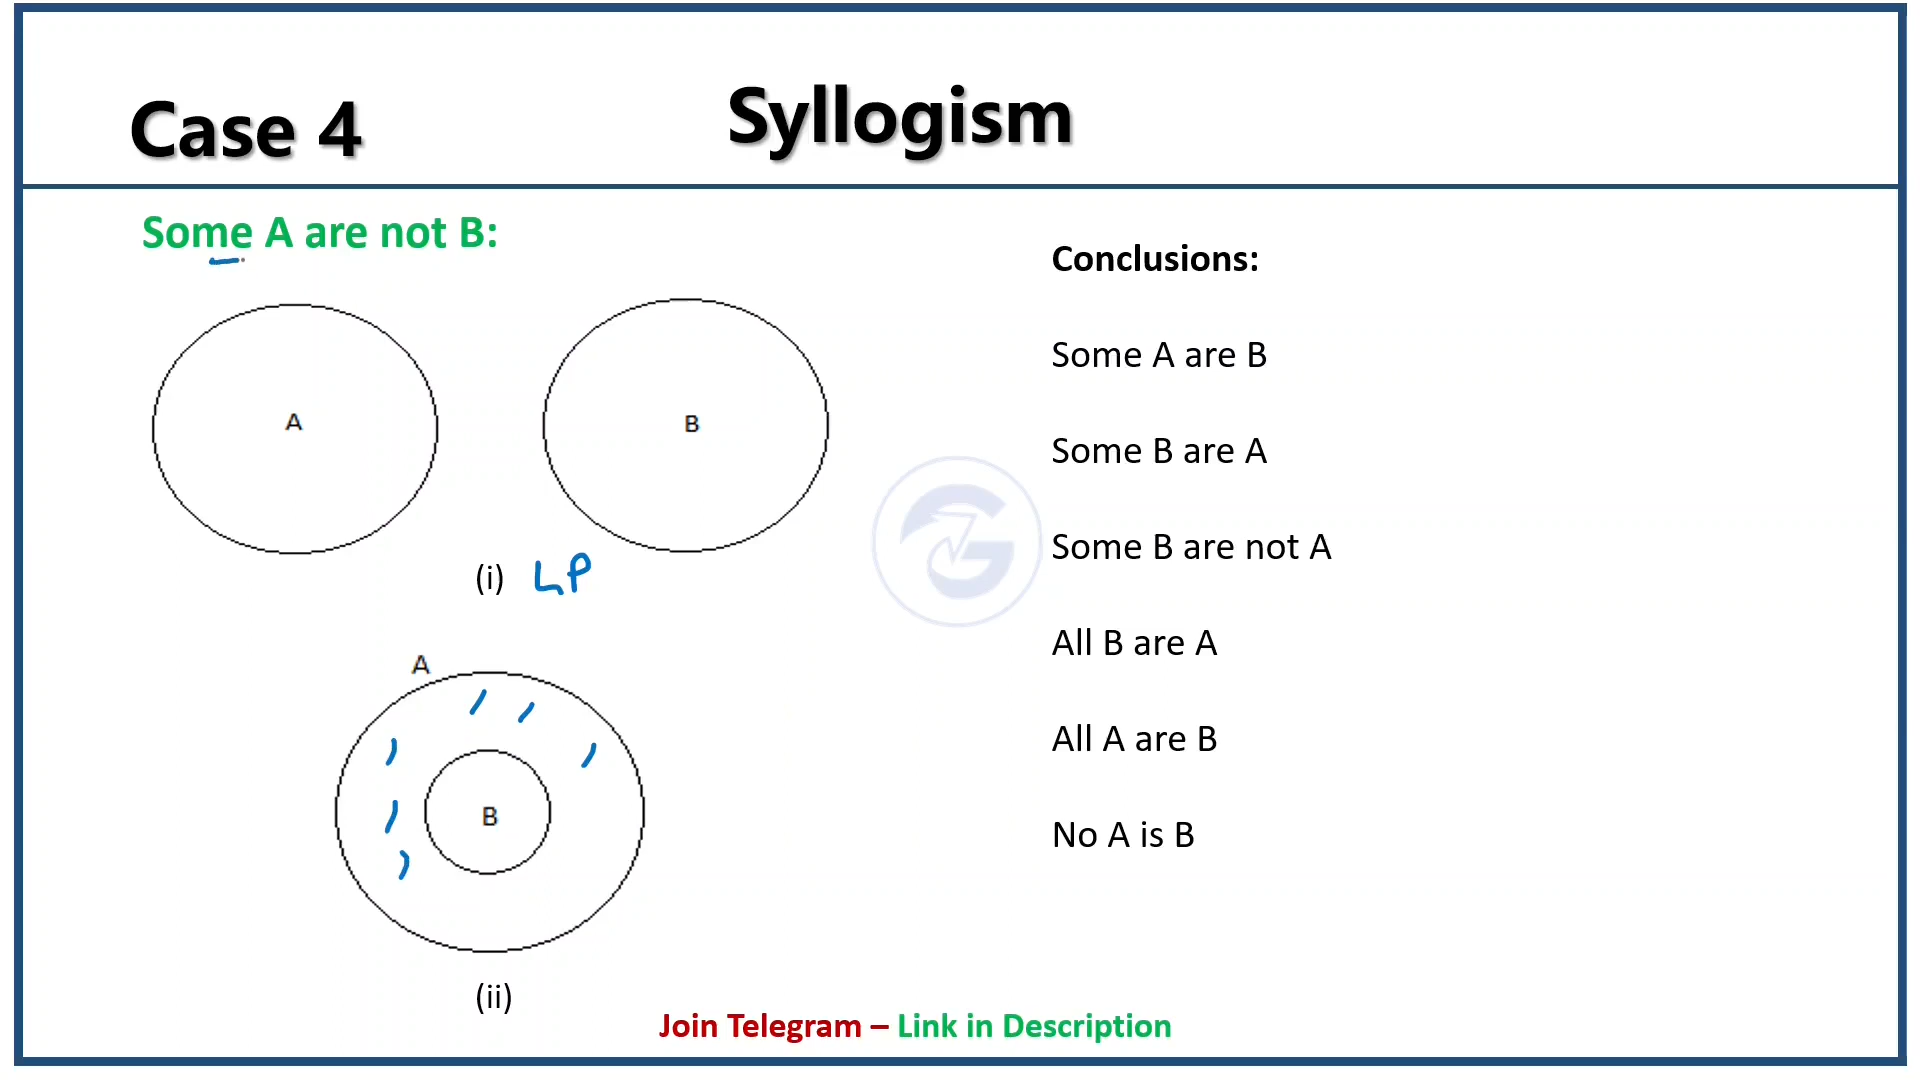 Case 4
Syllogism
Some A are not B:
A
B
(i) LP
A
B
(ii)
Conclusions:
Some A are B
Some B are A
Some B are not A
All B are A
All A are B
No A is B
Join Telegram – Link in Description